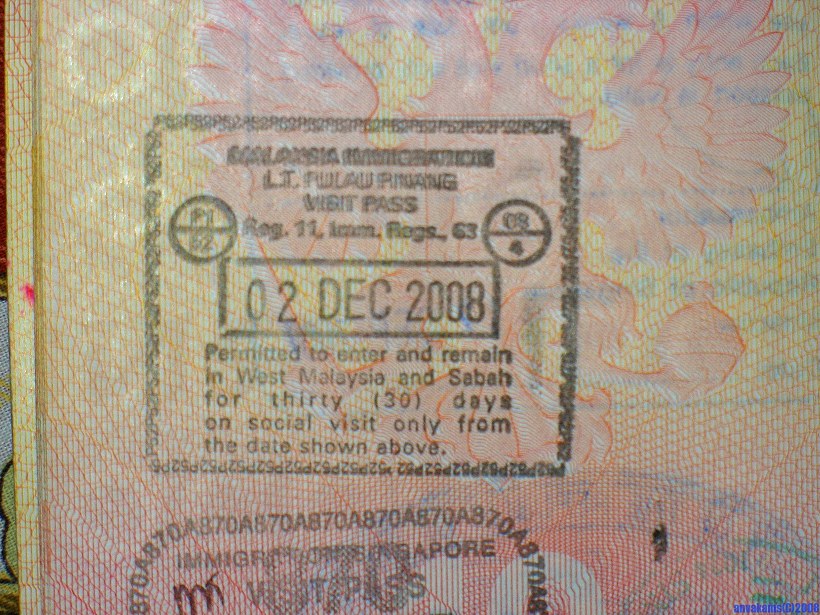 MALAYSIA IMMIGRATION
L.T. PULAU PINANG
VISIT PASS
Reg. 11, Imm. Regs., 63
02 DEC 2008
Permitted to enter and remain
in West Malaysia and Sabah
for thirty (30) days
on social visit only from
the date shown above.
870A870A870A870A870A870A870A870A870A
IMMIGRATION SINGAPORE
VISIT PASS